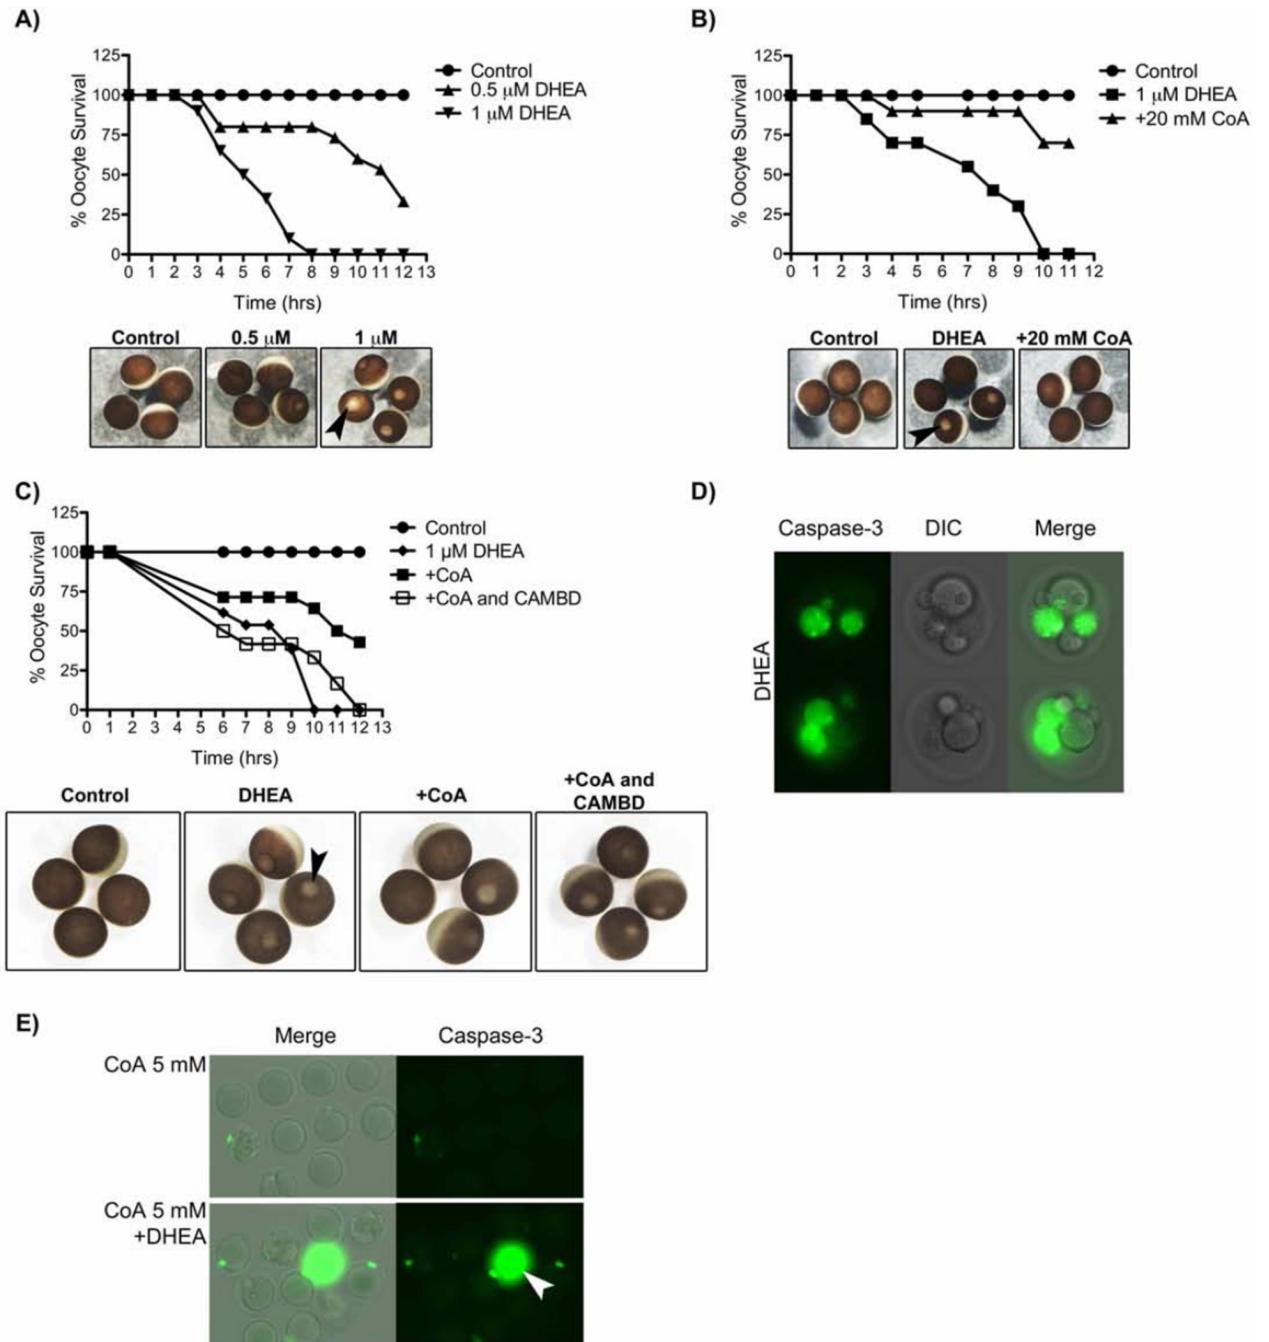 A)
125
100
75
50
25
0
% Oocyte Survival
0 1 2 3 4 5 6 7 8 9 10 11 12 13
Time (hrs)
Control
0.5 µM DHEA
1 µM DHEA
Control
0.5 µM
1 µM
B)
125
100
75
50
25
0
% Oocyte Survival
0 1 2 3 4 5 6 7 8 9 10 11 12
Time (hrs)
Control
1 µM DHEA
+20 mM CoA
Control
DHEA
+20 mM CoA
C)
125
100
75
50
25
0
% Oocyte Survival
0 1 2 3 4 5 6 7 8 9 10 11 12 13
Time (hrs)
Control
1 µM DHEA
+CoA
+CoA and CAMBD
Control
DHEA
+CoA
+CoA and
CAMBD
D)
Caspase-3
DIC
Merge
DHEA
E)
Merge
Caspase-3
CoA 5 mM
CoA 5 mM
+DHEA